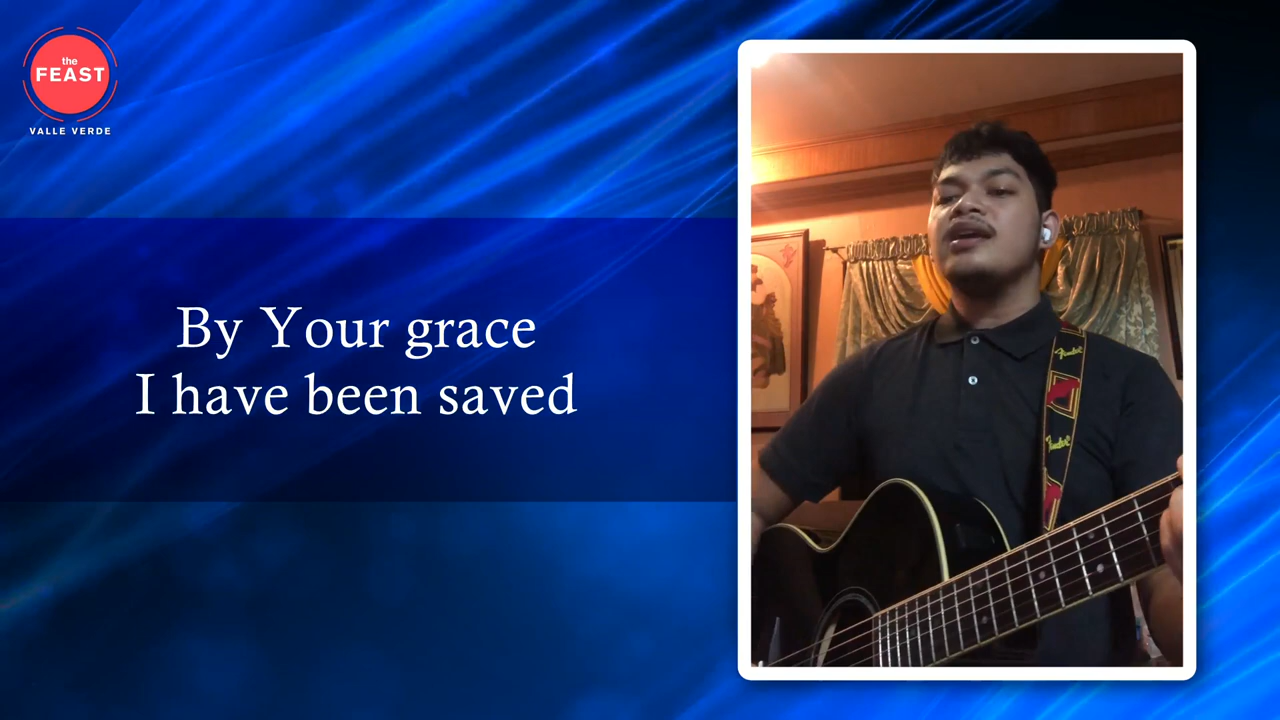 the
FEAST
VALLE VERDE
By Your grace
I have been saved
Fender
Fender